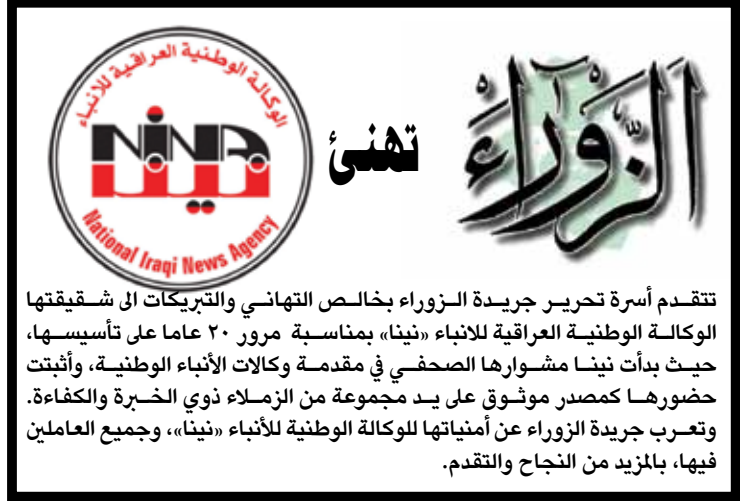 الزوراء
تهنئ
الوكالة الوطنية العراقية للانباء
NINA
نينا
National Iraqi News Agency
تتقدم أسرة تحرير جريدة الزوراء بخالص التهاني والتبريكات الى شقيقتها
الوكالة الوطنية العراقية للانباء «نينا» بمناسبة مرور ٢٠ عاما على تأسيسها،
حيث بدأت نينا مشوارها الصحفي في مقدمة وكالات الأنباء الوطنية، وأثبتت
حضورها كمصدر موثوق على يد مجموعة من الزملاء ذوي الخبرة والكفاءة.
وتعرب جريدة الزوراء عن أمنياتها للوكالة الوطنية للأنباء «نينا»، وجميع العاملين
فيها، بالمزيد من النجاح والتقدم.